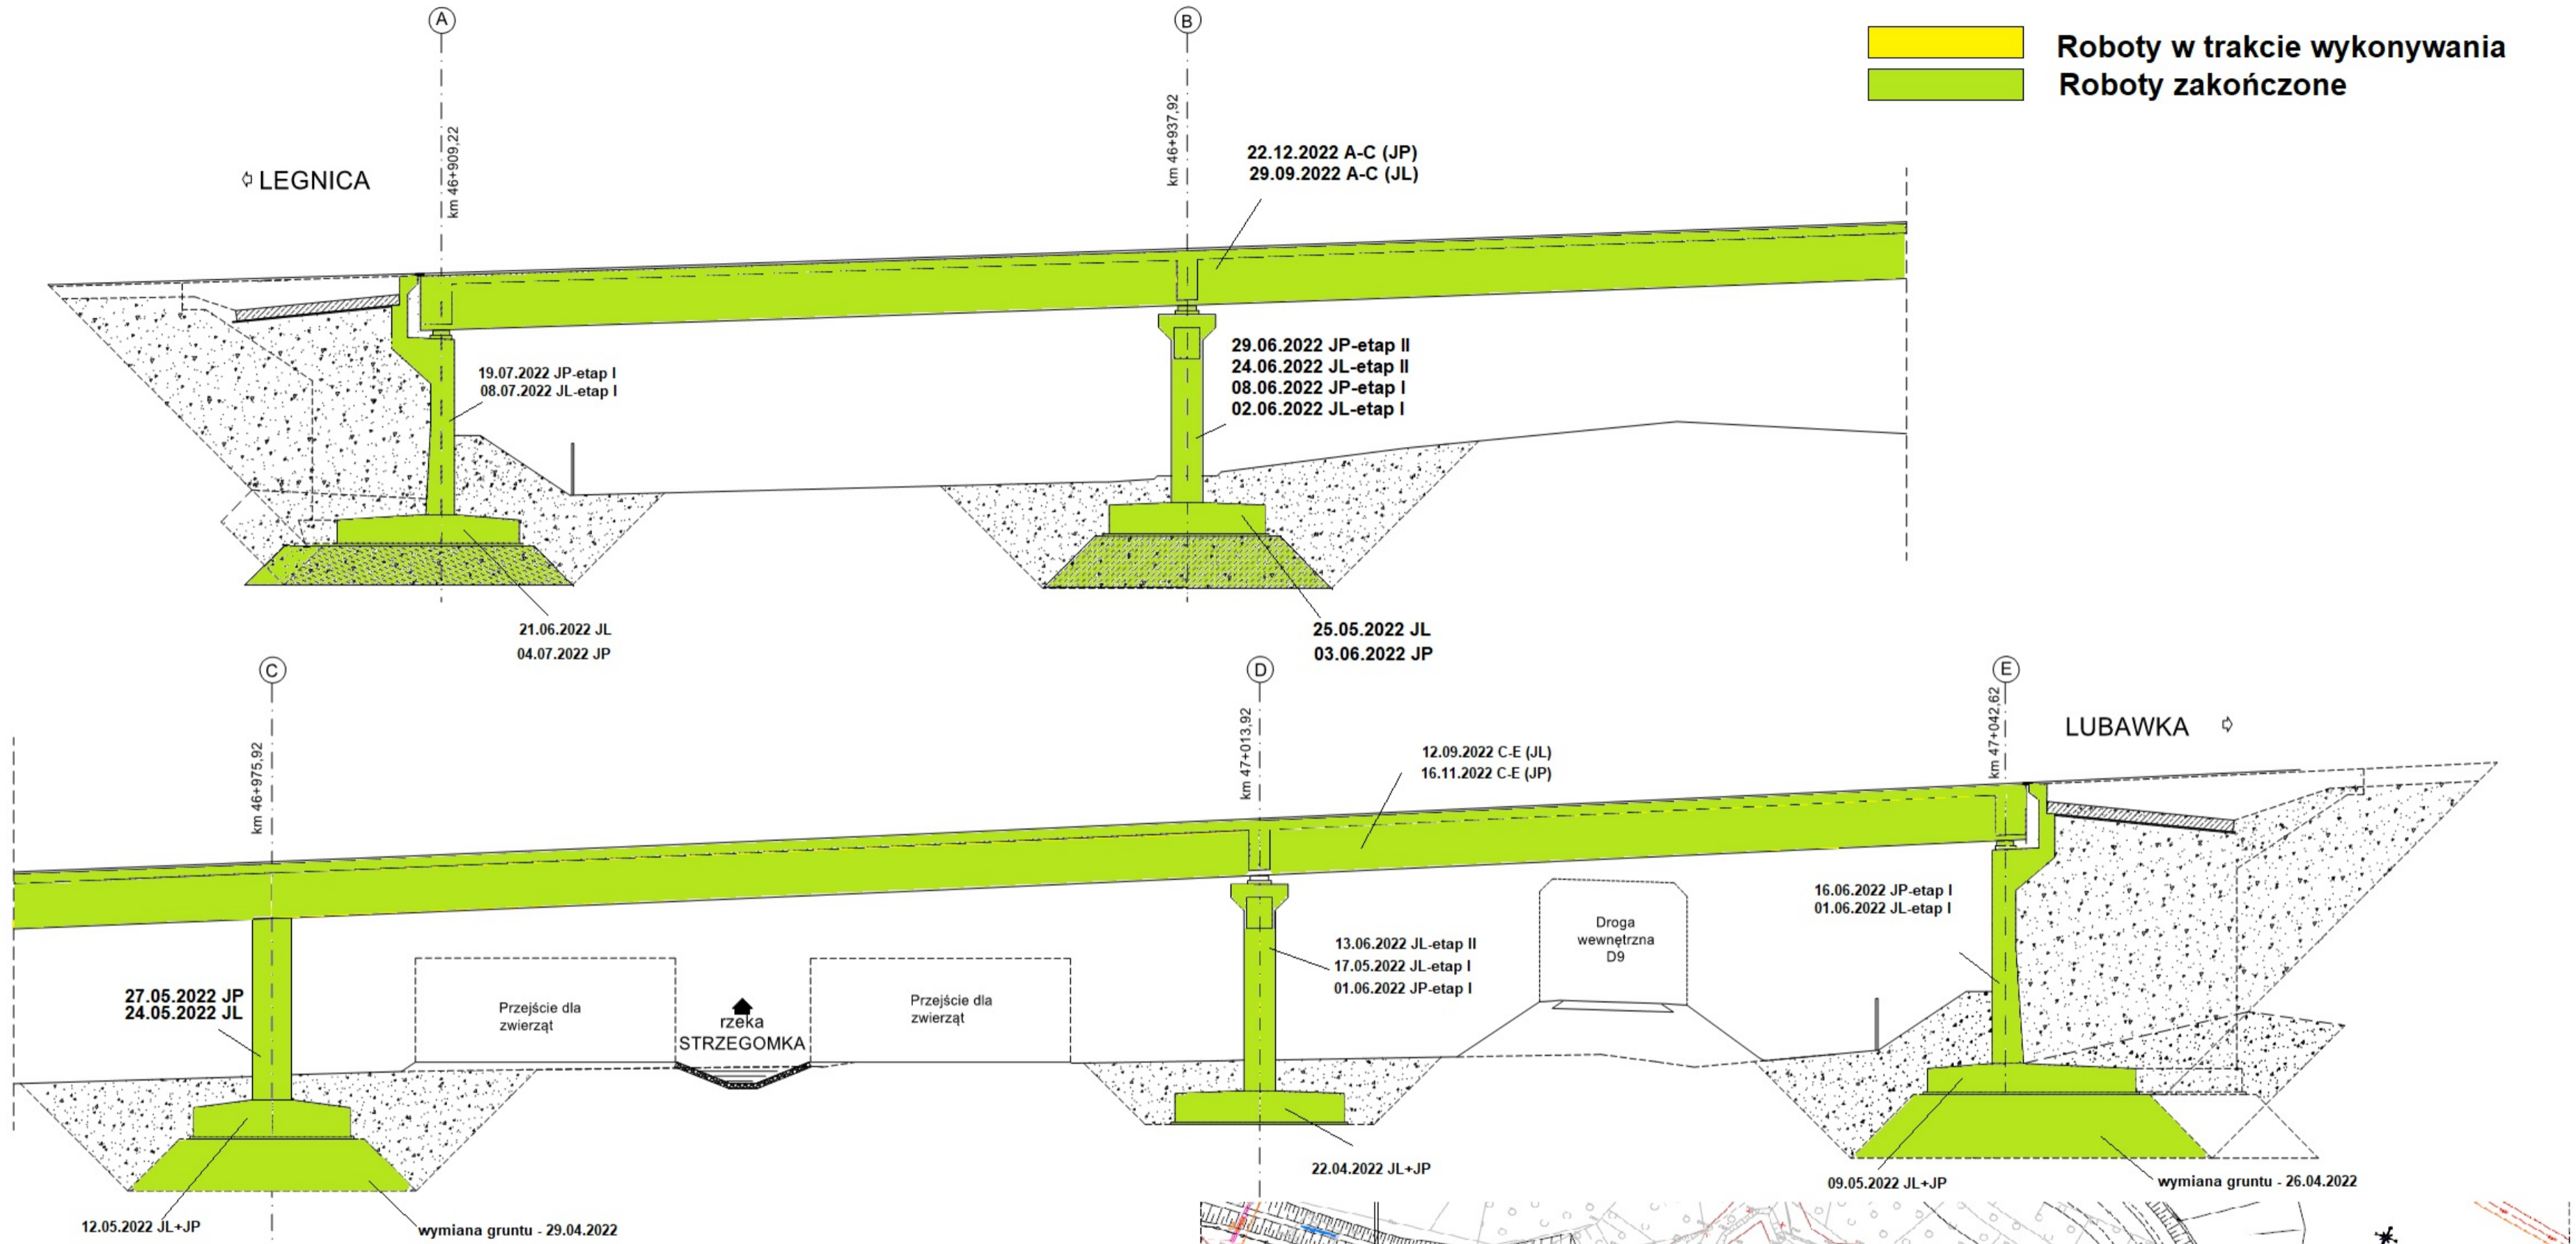 A
B
Roboty w trakcie wykonywania
Roboty zakończone
km 46+909,22
km 46+937,92
LEGNICA
22.12.2022 A-C (JP)
29.09.2022 A-C (JL)
19.07.2022 JP-etap I
08.07.2022 JL-etap I
29.06.2022 JP-etap II
24.06.2022 JL-etap II
08.06.2022 JP-etap I
02.06.2022 JL-etap I
21.06.2022 JL
04.07.2022 JP
25.05.2022 JL
03.06.2022 JP
C
D
E
km 46+975,92
km 47+013,92
km 47+042,62
LUBAWKA
12.09.2022 C-E (JL)
16.11.2022 C-E (JP)
16.06.2022 JP-etap I
01.06.2022 JL-etap I
Droga
wewnętrzna
D9
13.06.2022 JL-etap II
17.05.2022 JL-etap I
01.06.2022 JP-etap I
27.05.2022 JP
24.05.2022 JL
Przejście dla
zwierząt
rzeka
STRZEGOMKA
Przejście dla
zwierząt
22.04.2022 JL+JP
09.05.2022 JL+JP
wymiana gruntu - 26.04.2022
12.05.2022 JL+JP
wymiana gruntu - 29.04.2022